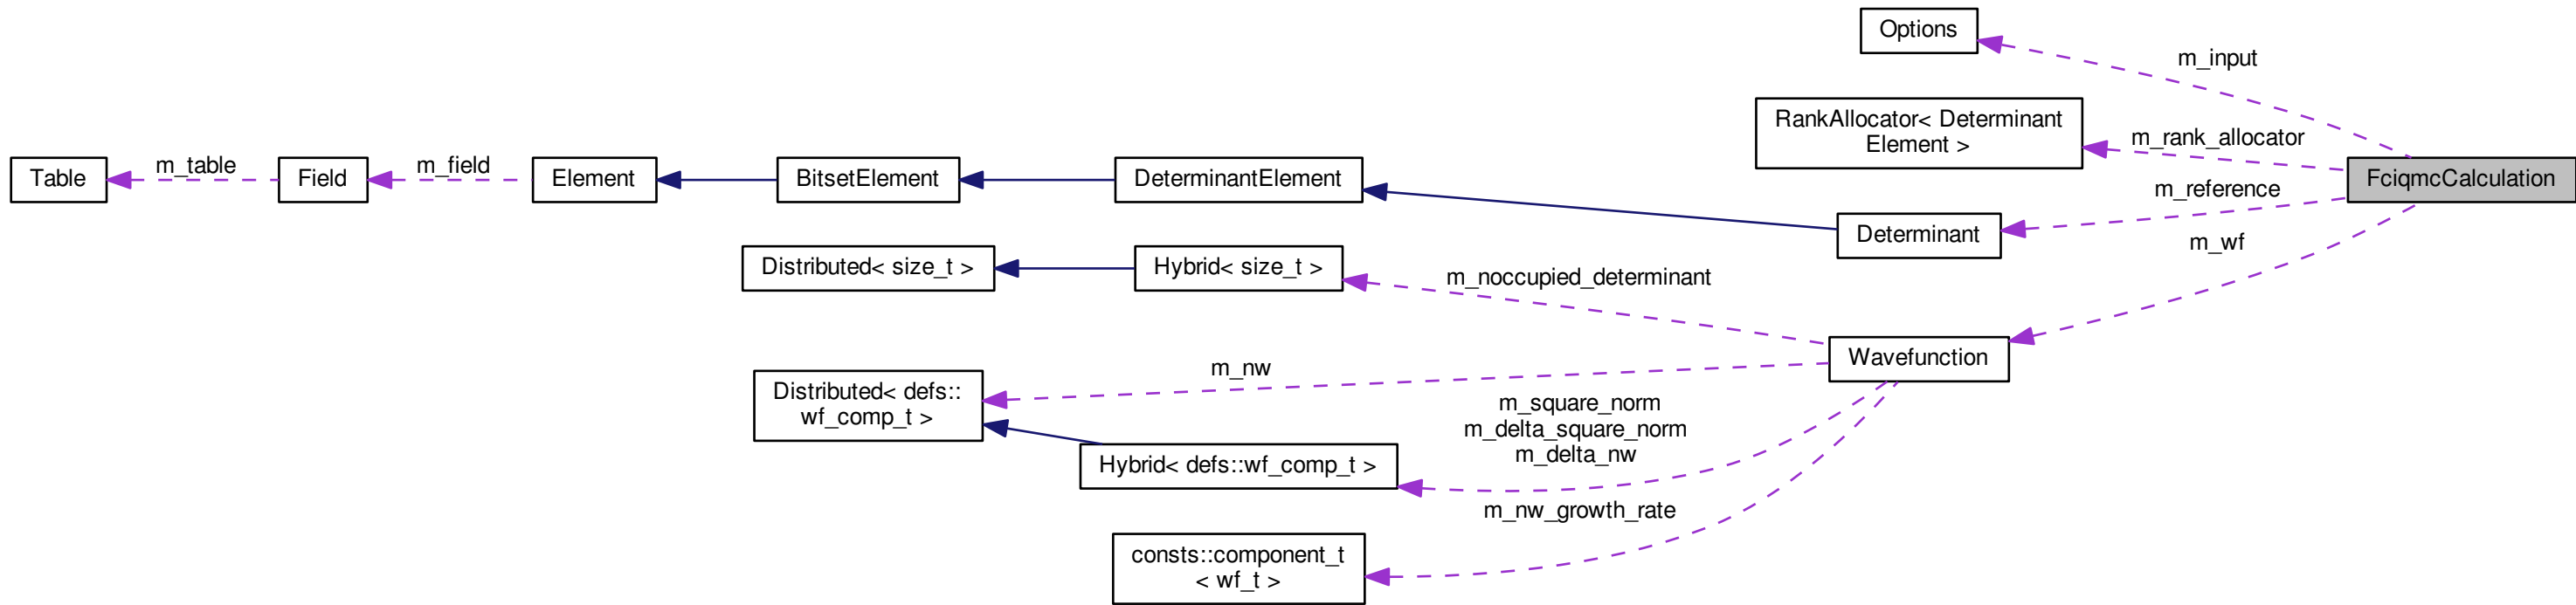 Options
m_input
RankAllocator< Determinant
Element >
m_rank_allocator
Table
m_table
Field
m_field
Element
BitsetElement
DeterminantElement
FciqmcCalculation
m_reference
Determinant
m_wf
Distributed< size_t >
Hybrid< size_t >
m_noccupied_determinant
Wavefunction
m_nw
Distributed< defs::
wf_comp_t >
m_square_norm
m_delta_square_norm
m_delta_nw
Hybrid< defs::wf_comp_t >
m_nw_growth_rate
consts::component_t
< wf_t >